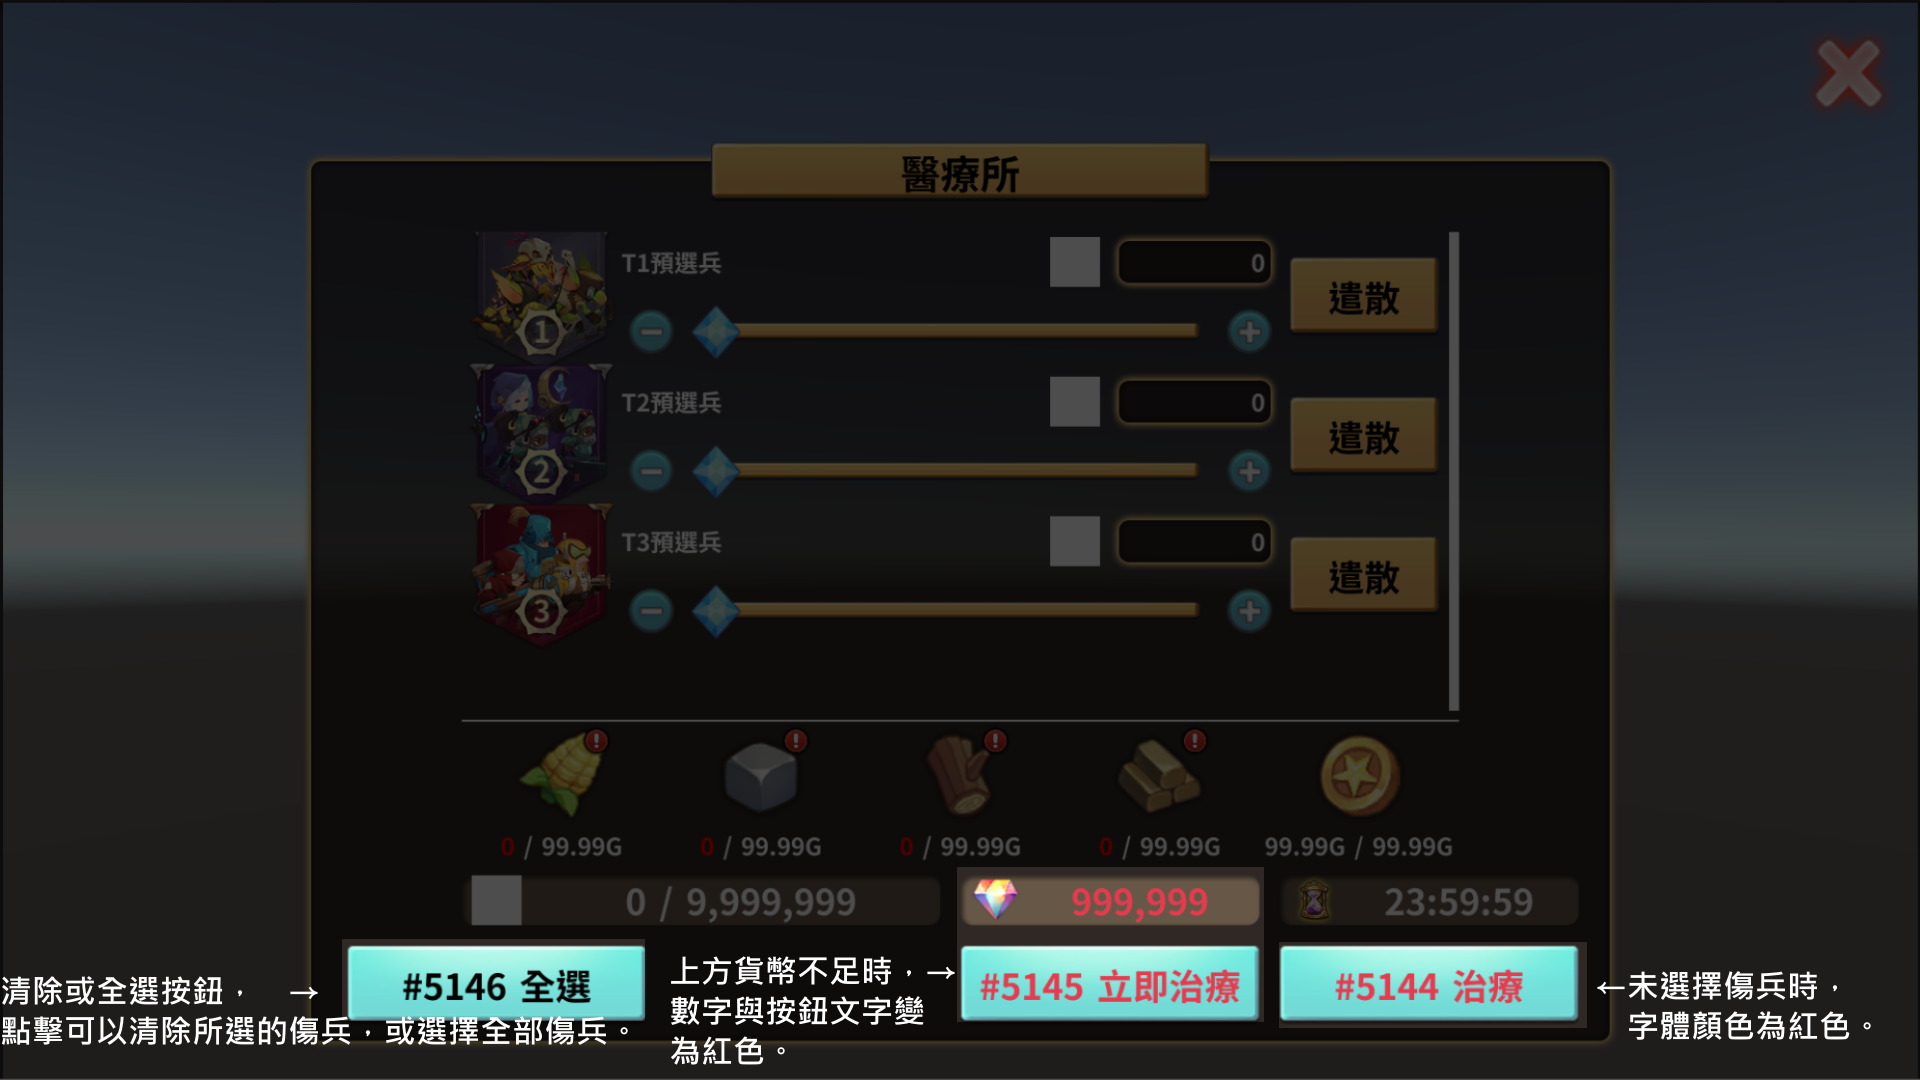 醫療所
T1預選兵
0
遣散
1
T2預選兵
0
遣散
2
T3預選兵
0
遣散
3
0 / 99.99G
0 / 99.99G
0 / 99.99G
0 / 99.99G
99.99G / 99.99G
0 / 9,999,999
999,999
23:59:59
清除或全選按鈕， →
點擊可以清除所選的傷兵，或選擇全部傷兵。
#5146 全選
上方貨幣不足時，→
數字與按鈕文字變
為紅色。
#5145 立即治療
#5144 治療
←未選擇傷兵時，
字體顏色為紅色。